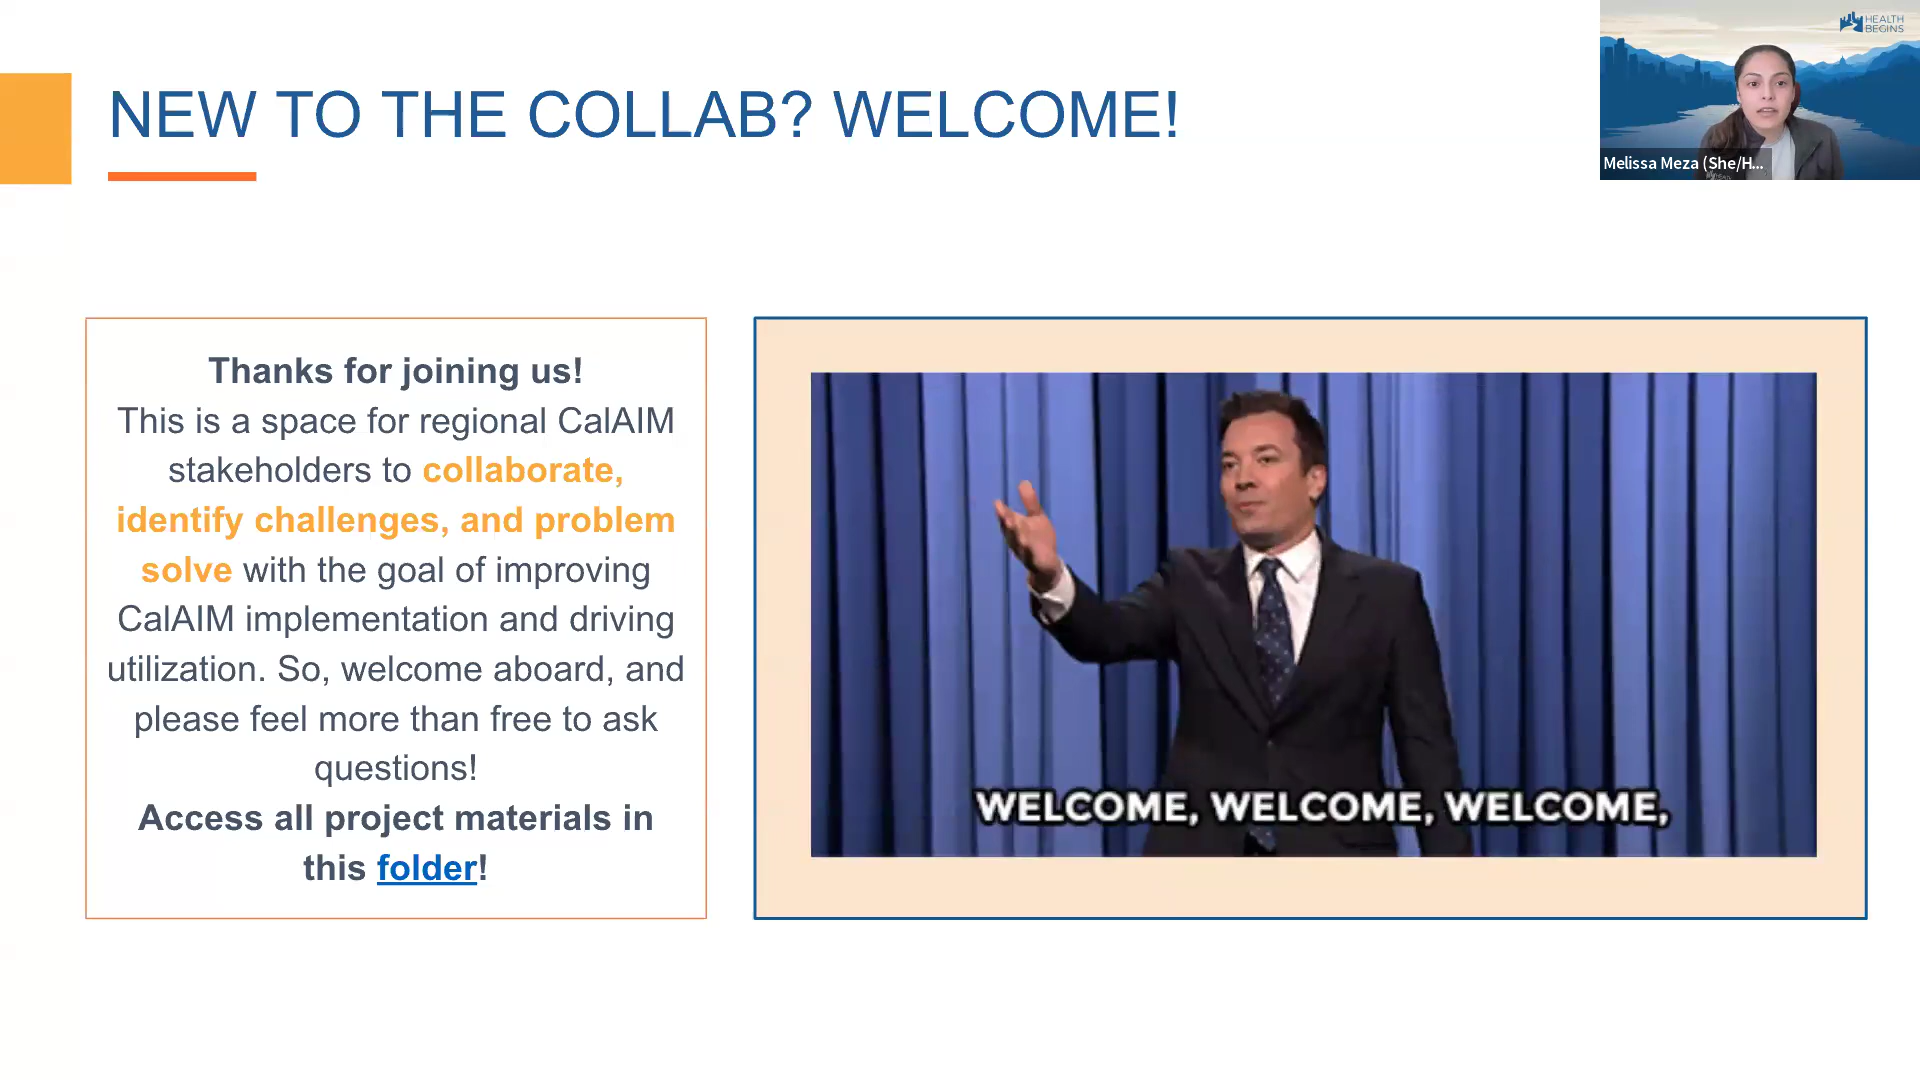 NEW TO THE COLLAB? WELCOME!
HEALTH
BEGINS
Melissa Meza (She/H...
Thanks for joining us!
This is a space for regional CalAIM
stakeholders to collaborate,
identify challenges, and problem
solve with the goal of improving
CalAIM implementation and driving
utilization. So, welcome aboard, and
please feel more than free to ask
questions!
Access all project materials in
this folder!
WELCOME, WELCOME, WELCOME,